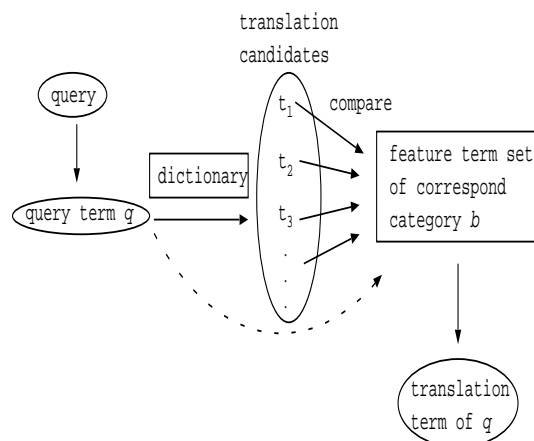 translation
candidates
query
t1
compare
dictionary
t2
feature term set
of correspond
category b
query term q
t3
.
.
.
translation
term of q